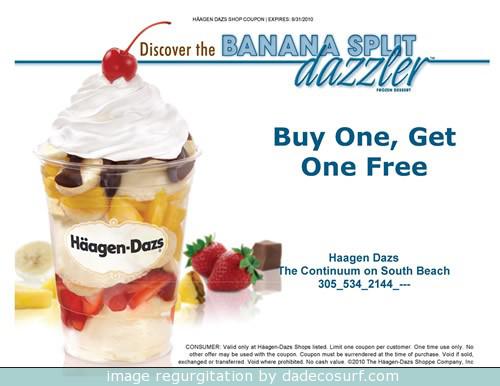 HÄAGEN DAZS SHOP COUPON | EXPIRES: 8/31/2010
Discover the BANANA SPLIT
dazzler™
FROZEN DESSERT
Buy One, Get
One Free
Häagen-Dazs®
Haagen Dazs
The Continuum on South Beach
305_534_2144_---
CONSUMER: Valid only at Häagen-Dazs Shops listed. Limit one coupon per customer. One time use only. No
other offer may be used with the coupon. Coupon must be surrendered at the time of purchase. Void if sold,
exchanged or transferred. Void where prohibited. No cash value. ©2010 The Häagen-Dazs Shoppe Company, Inc
image regurgitation by dadecosurf.com